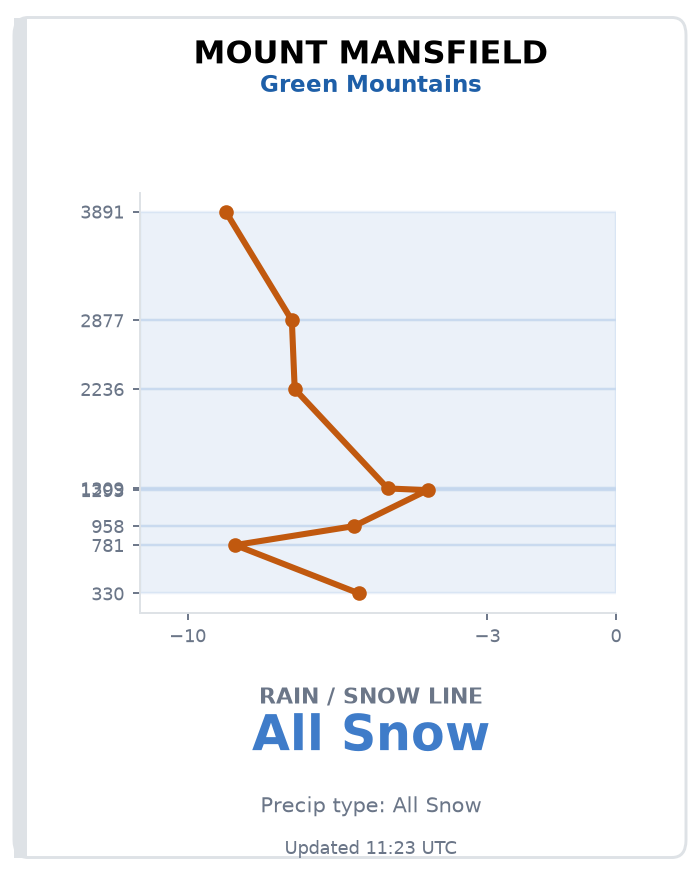 MOUNT MANSFIELD
Green Mountains
3891
2877
2236
958
781
330
−10 −3 0
RAIN / SNOW LINE
All Snow
Precip type: All Snow
Updated 11:23 UTC